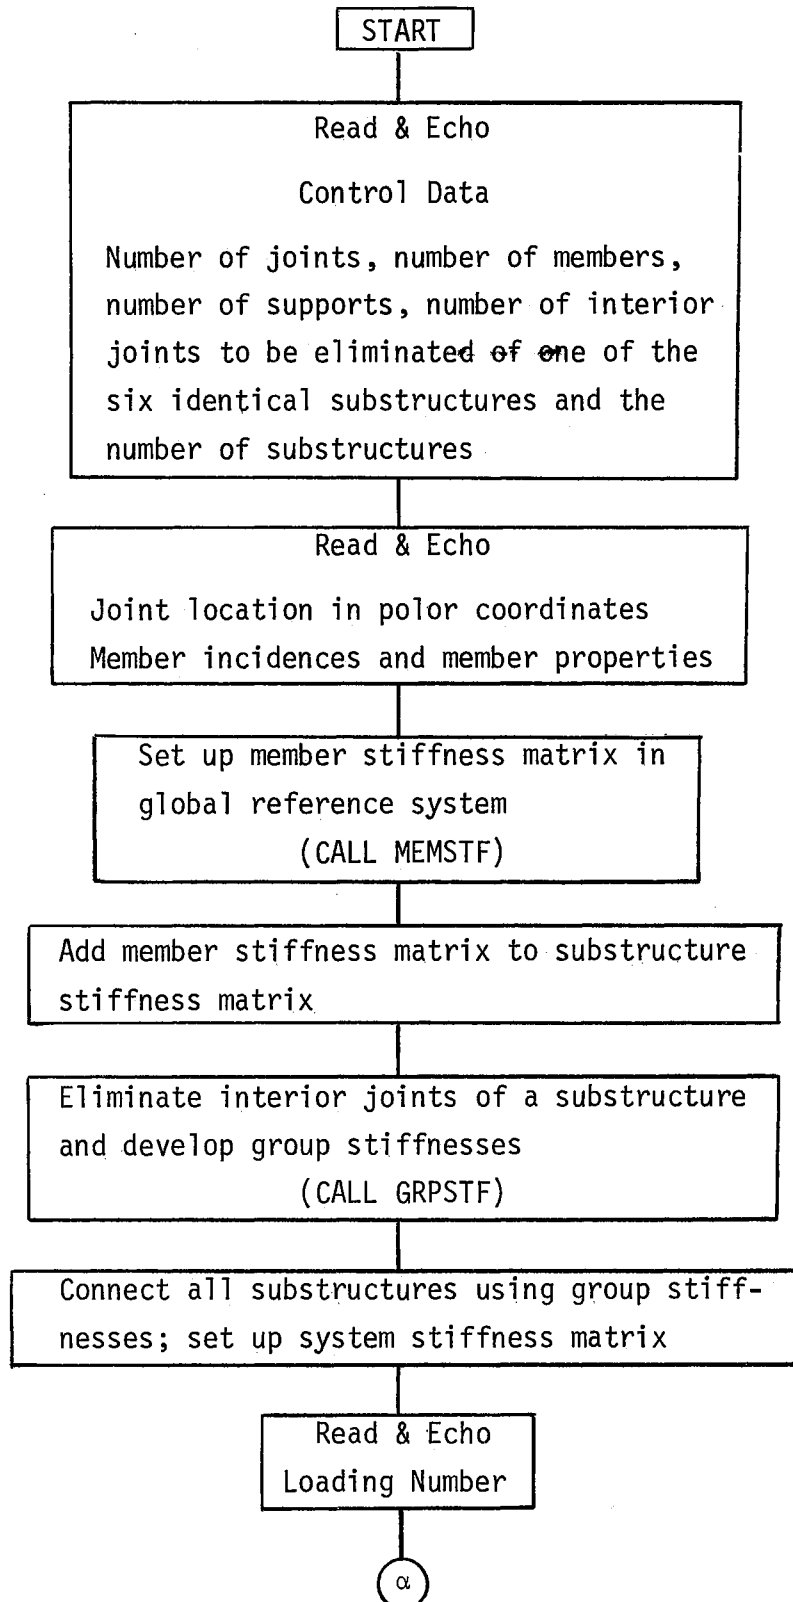 START
Read & Echo
Control Data
Number of joints, number of members,
number of supports, number of interior
joints to be eliminated of one of the
six identical substructures and the
number of substructures
Read & Echo
Joint location in polor coordinates
Member incidences and member properties
Set up member stiffness matrix in
global reference system
(CALL MEMSTF)
Add member stiffness matrix to substructure
stiffness matrix
Eliminate interior joints of a substructure
and develop group stiffnesses
(CALL GRPSTF)
Connect all substructures using group stiff-
nesses; set up system stiffness matrix
Read & Echo
Loading Number
α